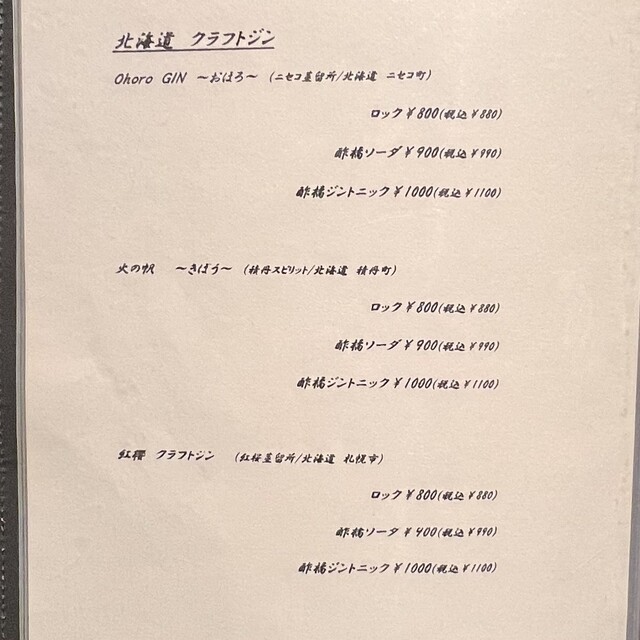 北海道 クラフトジン
Ohoro GIN ～おほろ～ (ニセコ蒸留所/北海道 ニセコ町)
ロック¥800(税込¥880)
酢橘ソーダ¥900(税込¥990)
酢橘ジントニック¥1000(税込¥1100)
火の帆 ～きほう～ (積丹スピリット/北海道 積丹町)
ロック¥800(税込¥880)
酢橘ソーダ¥900(税込¥990)
酢橘ジントニック¥1000(税込¥1100)
紅櫻 クラフトジン (紅桜蒸留所/北海道 札幌市)
ロック¥800(税込¥880)
酢橘ソーダ¥900(税込¥990)
酢橘ジントニック¥1000(税込¥1100)